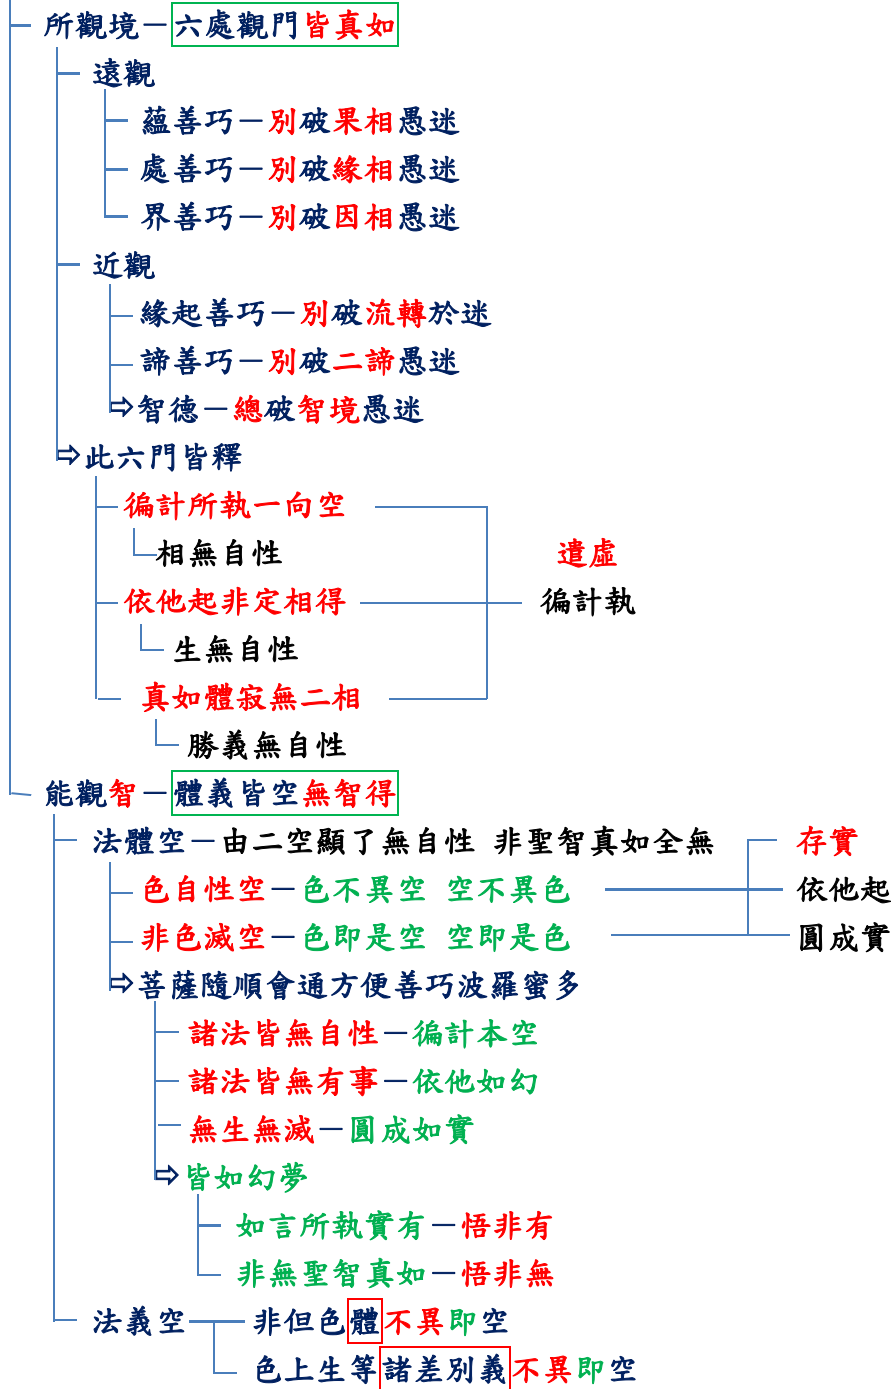 所觀境－六處觀門皆真如
遠觀
蘊善巧－別破果相愚迷
處善巧－別破緣相愚迷
界善巧－別破因相愚迷
近觀
緣起善巧－別破流轉於迷
諦善巧－別破二諦愚迷
⇨智德－總破智境愚迷
⇨此六門皆釋
徧計所執一向空
相無自性
遣虛
依他起非定相得
徧計執
生無自性
真如體寂無二相
勝義無自性
能觀智－體義皆空無智得
法體空－由二空顯了無自性 非聖智真如全無
存實
色自性空－色不異空 空不異色
依他起
非色滅空－色即是空 空即是色
圓成實
⇨菩薩隨順會通方便善巧波羅蜜多
諸法皆無自性－徧計本空
諸法皆無有事－依他如幻
無生無滅－圓成如實
⇨皆如幻夢
如言所執實有－悟非有
非無聖智真如－悟非無
法義空
非但色體不異即空
色上生等諸差別義不異即空